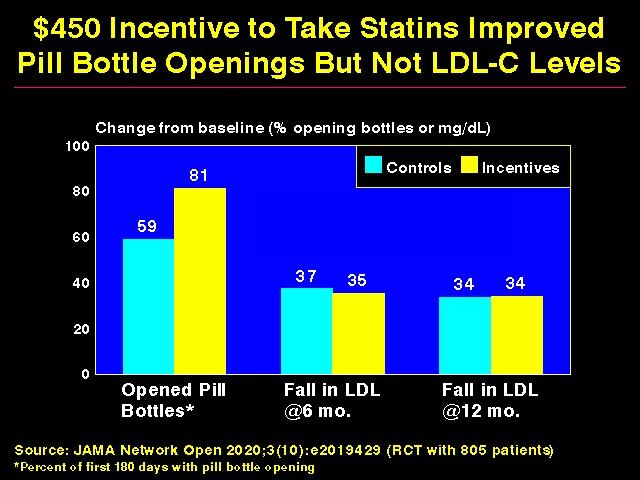 $450 Incentive to Take Statins Improved
Pill Bottle Openings But Not LDL-C Levels
Change from baseline (% opening bottles or mg/dL)
100
80
60
40
20
0
Controls Incentives
59
81
37
35
34
34
Opened Pill
Bottles*
Fall in LDL
@6 mo.
Fall in LDL
@12 mo.
Source: JAMA Network Open 2020;3(10):e2019429 (RCT with 805 patients)
*Percent of first 180 days with pill bottle opening